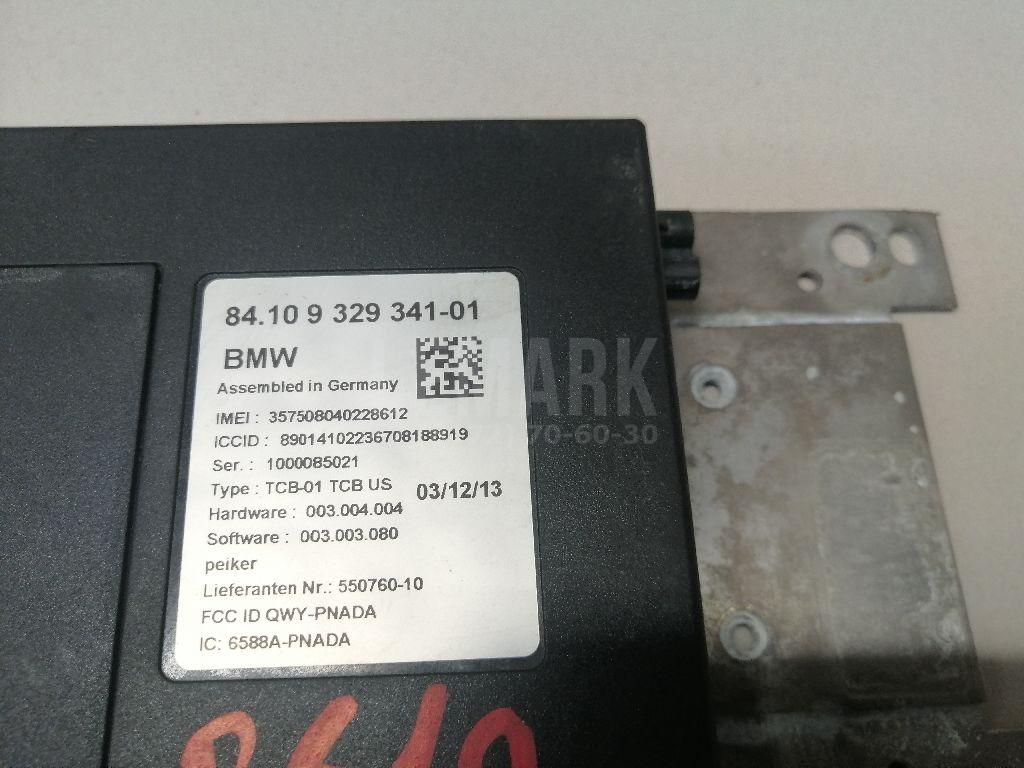 84.10 9 329 341-01
BMW
Assembled in Germany
IMEI : 357508040228612
ICCID : 89014102236708188919
Ser. : 1000085021
Type : TCB-01 TCB US 03/12/13
Hardware : 003.004.004
Software : 003.003.080
peiker
Lieferanten Nr.: 550760-10
FCC ID QWY-PNADA
IC: 6588A-PNADA